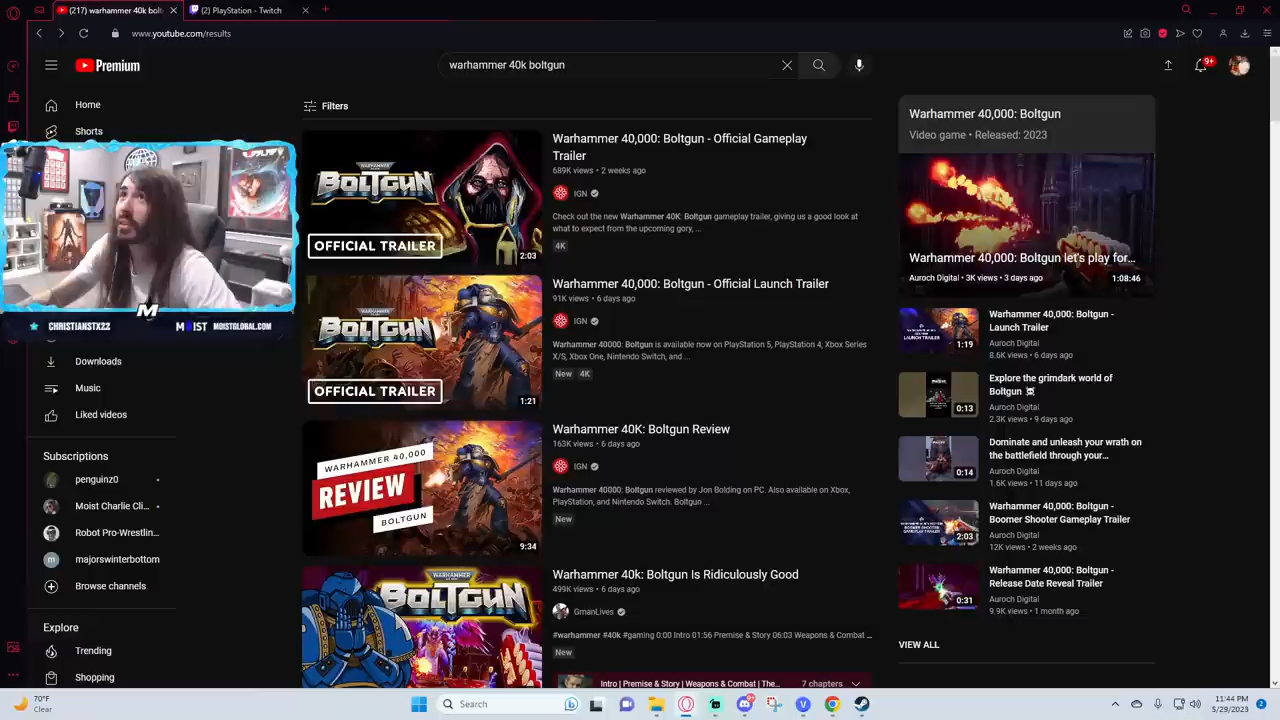 (217) warhammer 40k bolt
(2) PlayStation - Twitch
www.youtube.com/results
Premium
warhammer 40k boltgun
9+
Home
Shorts
Filters
WARHAMMER
BOLTGUN
OFFICIAL TRAILER
2:03
Warhammer 40,000: Boltgun - Official Gameplay
Trailer
689K views • 2 weeks ago
IGN
Check out the new Warhammer 40K: Boltgun gameplay trailer, giving us a good look at
what to expect from the upcoming gory, ...
4K
Warhammer 40,000: Boltgun
Video game • Released: 2023
Warhammer 40,000: Boltgun let's play for...
Auroch Digital • 3K views • 3 days ago
1:08:46
M
CHRISTIANSTX22
MOIST MOISTGLOBAL.COM
Downloads
Music
Liked videos
Subscriptions
penguinz0
Moist Charlie Cli...
Robot Pro-Wrestlin...
m
majorswinterbottom
Browse channels
Explore
Trending
Shopping
WARHAMMER
BOLTGUN
OFFICIAL TRAILER
1:21
Warhammer 40,000: Boltgun - Official Launch Trailer
91K views • 6 days ago
IGN
Warhammer 40000: Boltgun is available now on PlayStation 5, PlayStation 4, Xbox Series
X/S, Xbox One, Nintendo Switch, and ...
New 4K
WARHAMMER 40,000
REVIEW
BOLTGUN
9:34
Warhammer 40K: Boltgun Review
163K views • 6 days ago
IGN
Warhammer 40000: Boltgun reviewed by Jon Bolding on PC. Also available on Xbox,
PlayStation, and Nintendo Switch. Boltgun ...
New
WARHAMMER
BOLTGUN
Warhammer 40k: Boltgun Is Ridiculously Good
499K views • 6 days ago
GmanLives
#warhammer #40k #gaming 0:00 Intro 01:56 Premise & Story 06:03 Weapons & Combat ...
New
Intro | Premise & Story | Weapons & Combat | The...
7 chapters
LAUNCH TRAILER
1:19
Warhammer 40,000: Boltgun -
Launch Trailer
Auroch Digital
8.6K views • 6 days ago
0:13
Explore the grimdark world of
Boltgun ☠
Auroch Digital
2.3K views • 9 days ago
0:14
Dominate and unleash your wrath on
the battlefield through your...
Auroch Digital
1.6K views • 11 days ago
2:03
Warhammer 40,000: Boltgun -
Boomer Shooter Gameplay Trailer
Auroch Digital
12K views • 2 weeks ago
0:31
Warhammer 40,000: Boltgun -
Release Date Reveal Trailer
Auroch Digital
9.9K views • 1 month ago
VIEW ALL
70°F
Clear
Search
9+
11:44 PM
5/29/2023
2